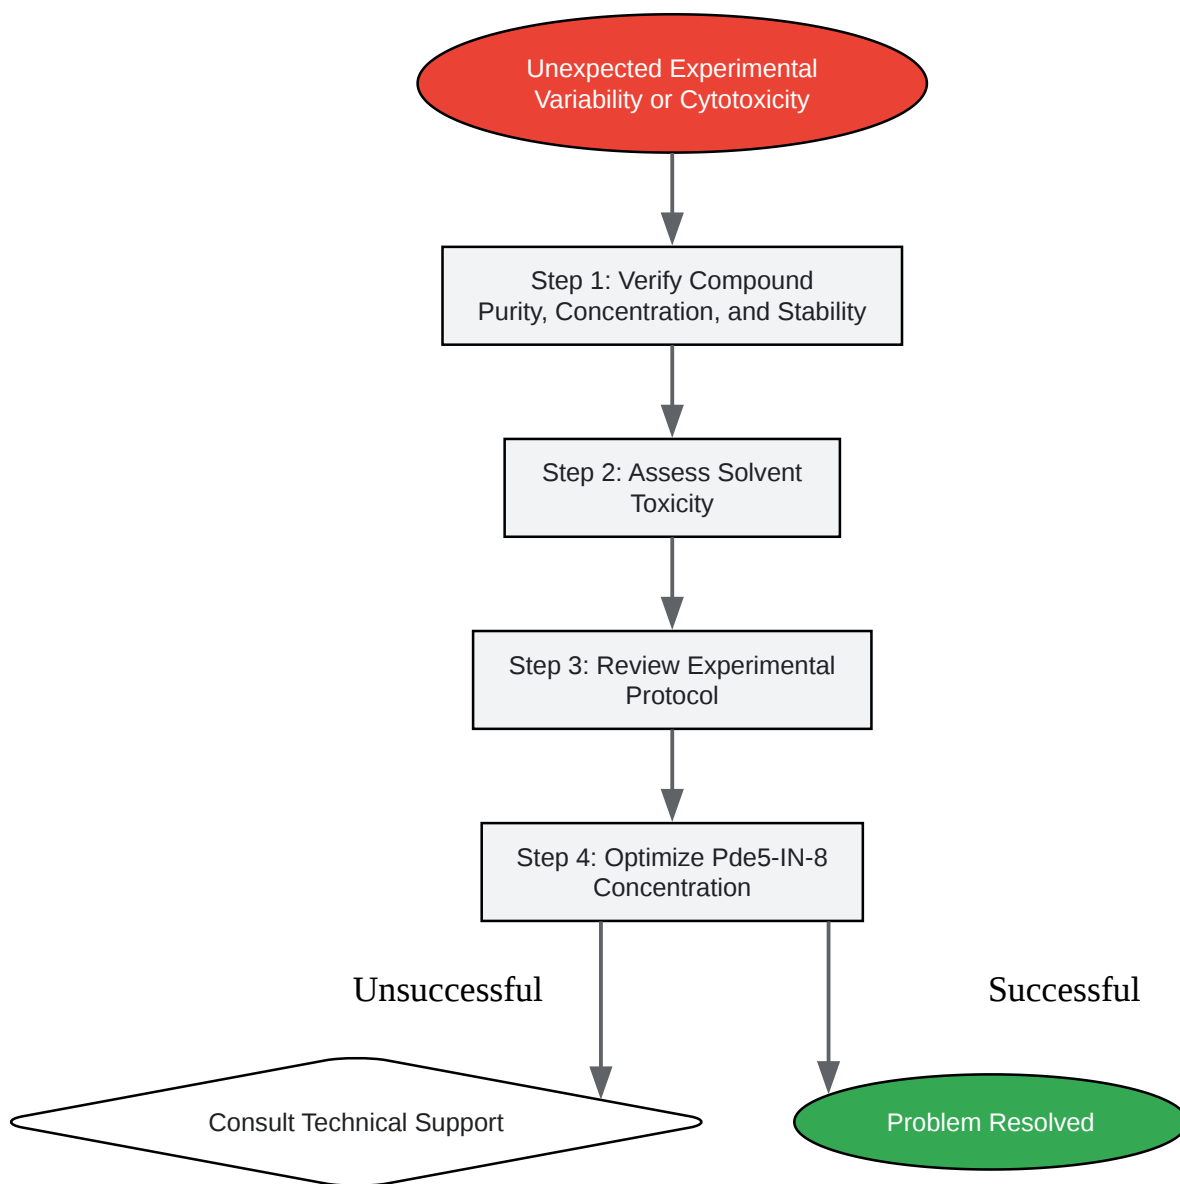 Unexpected Experimental
Variability or Cytotoxicity
Step 1: Verify Compound
Purity, Concentration, and Stability
Step 2: Assess Solvent
Toxicity
Step 3: Review Experimental
Protocol
Step 4: Optimize Pde5-IN-8
Concentration
Unsuccessful
Successful
Consult Technical Support
Problem Resolved